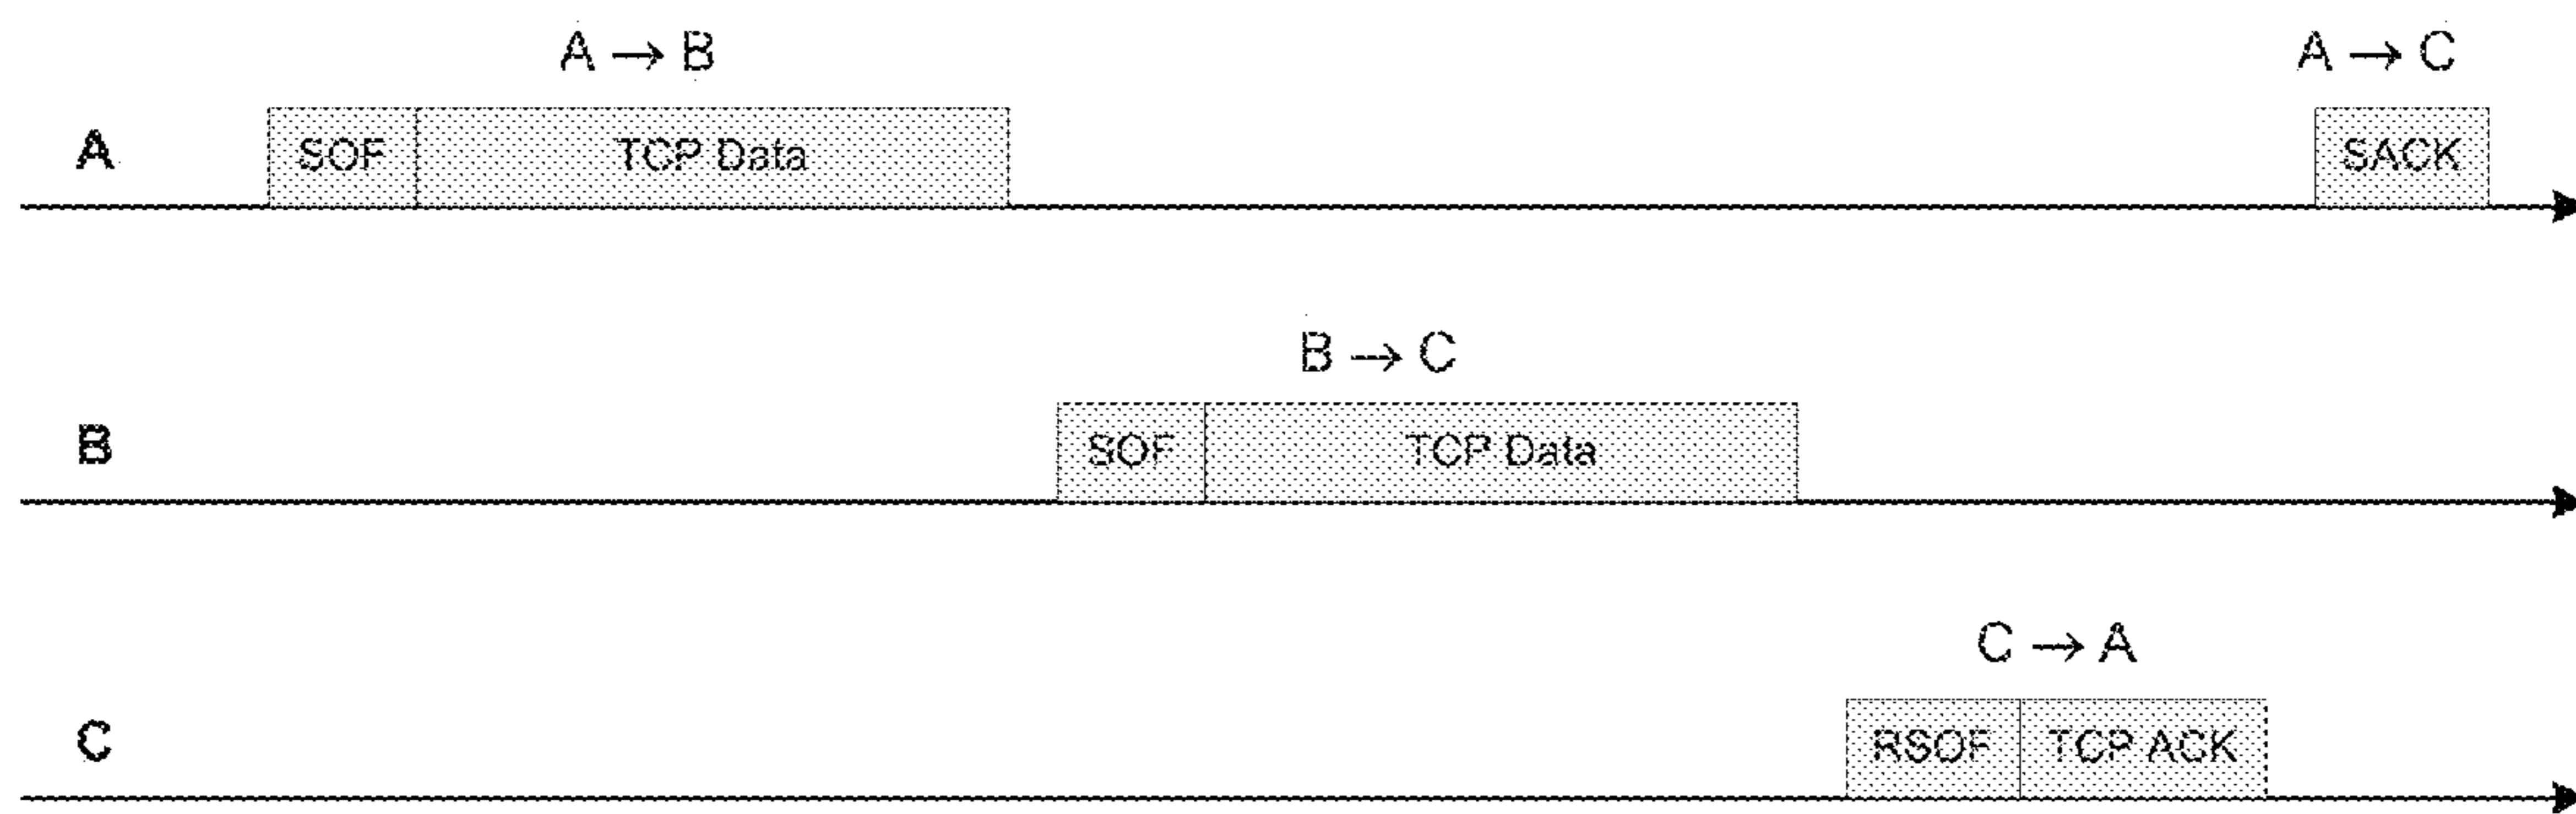 A → B
A → C
A
SOF
TCP Data
SACK
B → C
B
SOF
TCP Data
C → A
C
RSOF
TCP ACK